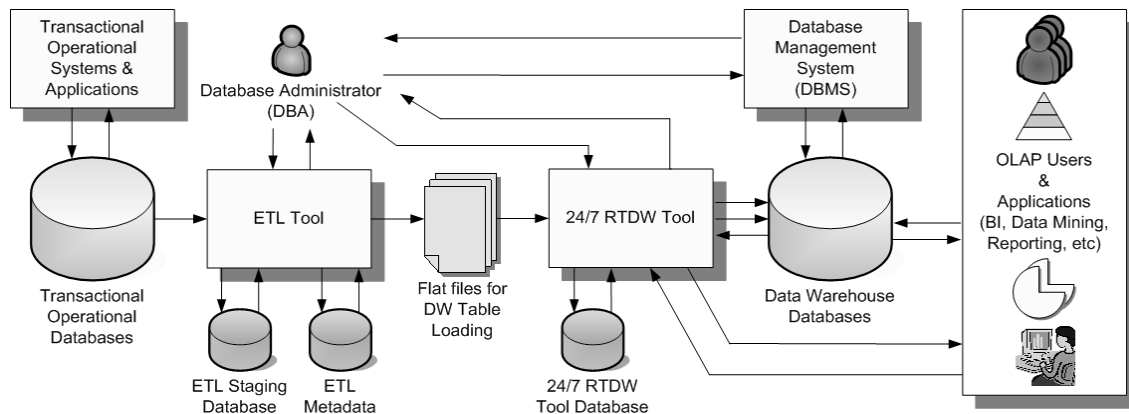 Transactional
Operational
Systems &
Applications
Database Administrator
(DBA)
Database
Management
System
(DBMS)
ETL Tool
24/7 RTDW Tool
OLAP Users
&
Applications
(BI, Data Mining,
Reporting, etc)
Transactional
Operational
Databases
Flat files for
DW Table
Loading
Data Warehouse
Databases
ETL Staging
Database
ETL
Metadata
24/7 RTDW
Tool Database